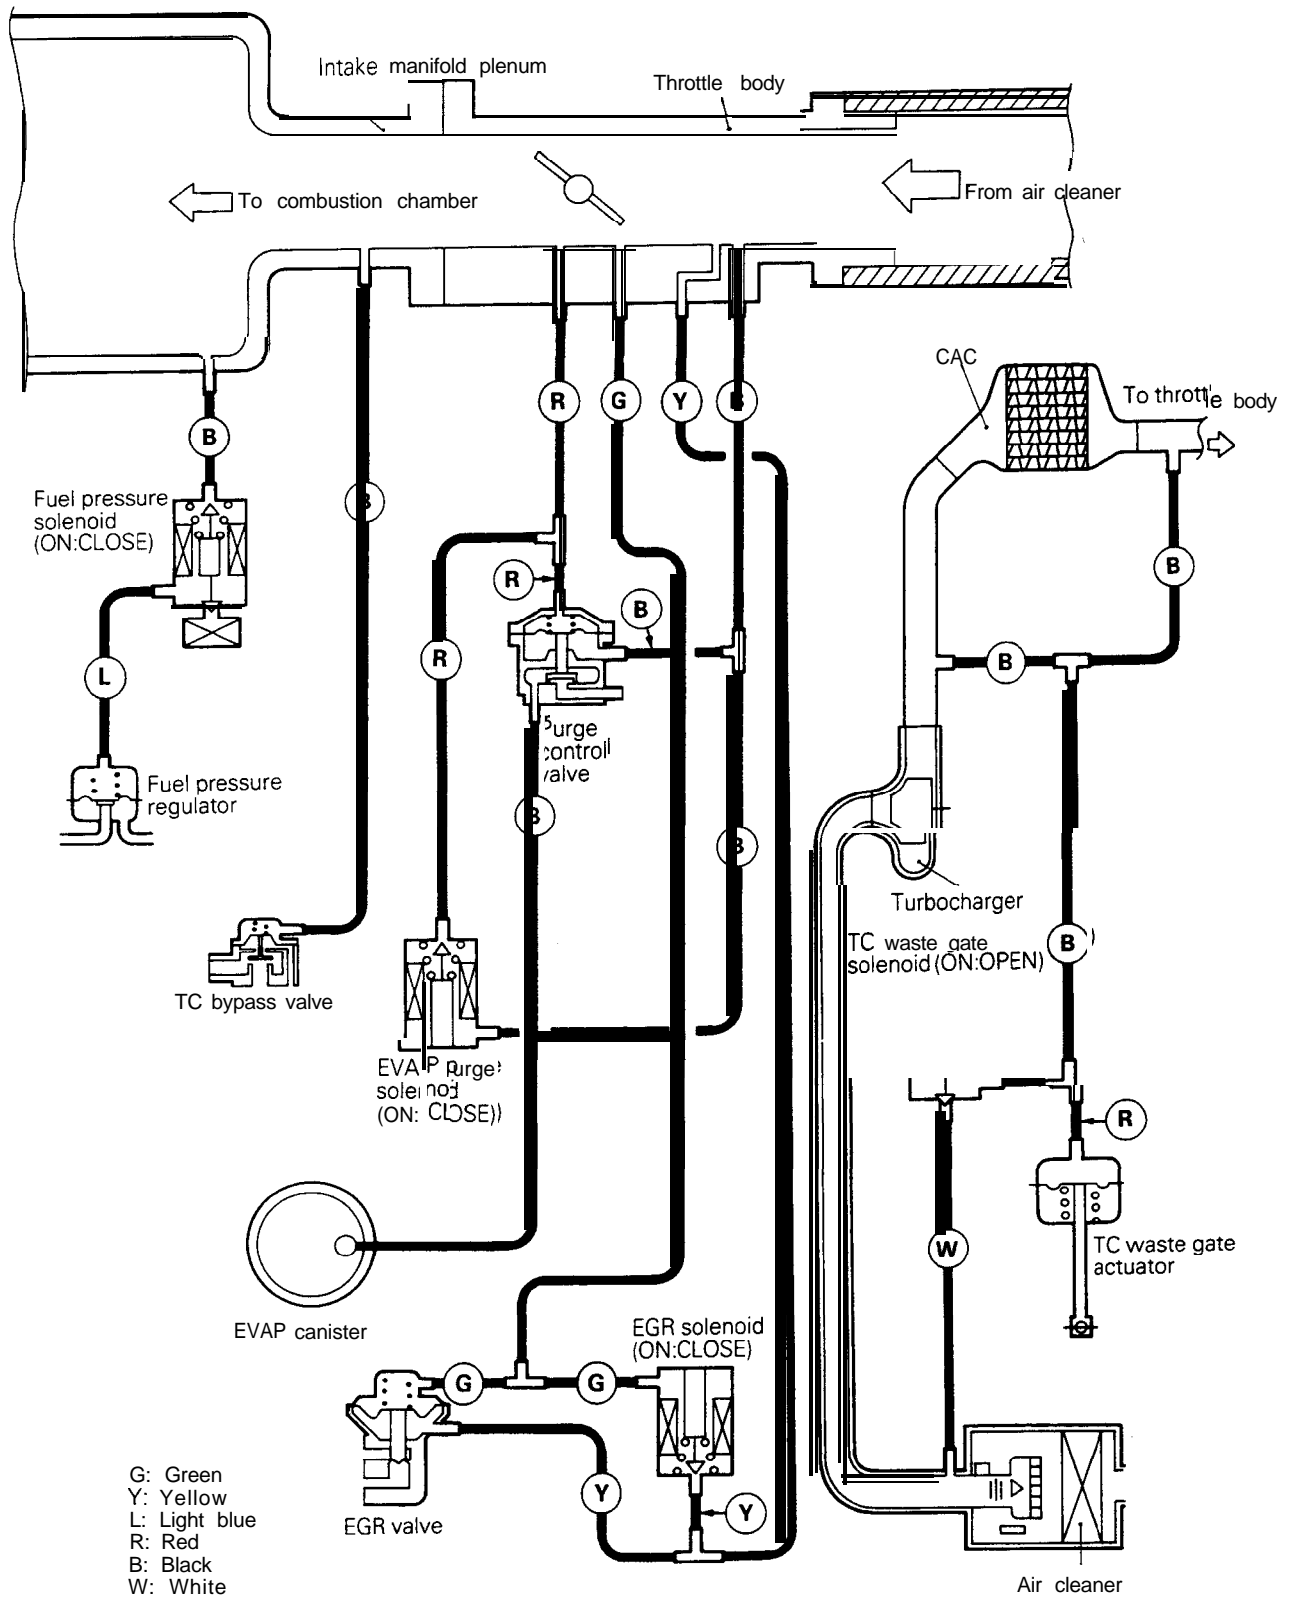 Intake manifold plenum
Throttle body
To combustion chamber
From air cleaner
CAC
To throttle body
R
G
Y
B
B
Fuel pressure
solenoid
(ON:CLOSE)
B
B
R
B
R
B
L
Purge
control
valve
Fuel pressure
regulator
B
B
Turbocharger
TC waste gate
solenoid (ON:OPEN)
B
TC bypass valve
EVAP purge
solenoid
(ON: CLOSE)
R
W
TC waste gate
actuator
EVAP canister
EGR solenoid
(ON:CLOSE)
G
G
Y
Y
EGR valve
G: Green
Y: Yellow
L: Light blue
R: Red
B: Black
W: White
Air cleaner